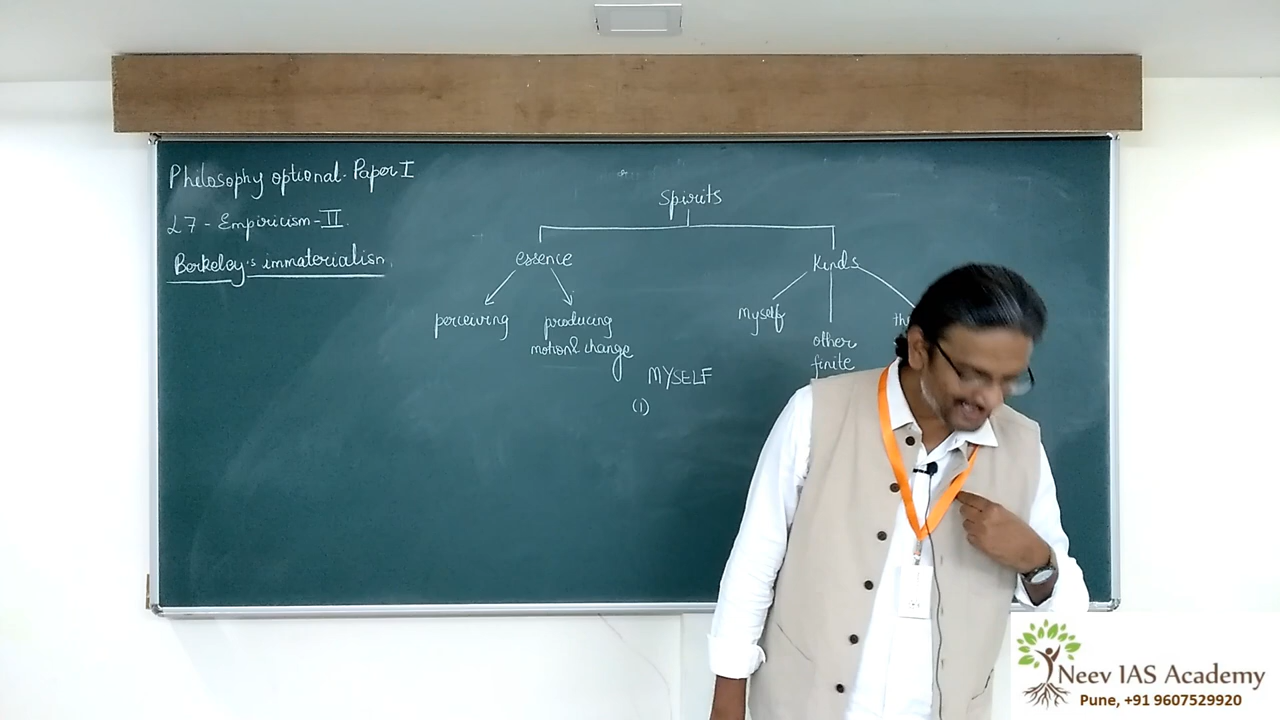 Philosophy optional - Paper I
L7 - Empiricism - II
Berkeley's immaterialism
Spirits
essence
Kinds
perceiving
producing
motion & change
Myself
other
finite
MYSELF
(1)
Neev IAS Academy
Pune, +91 9607529920